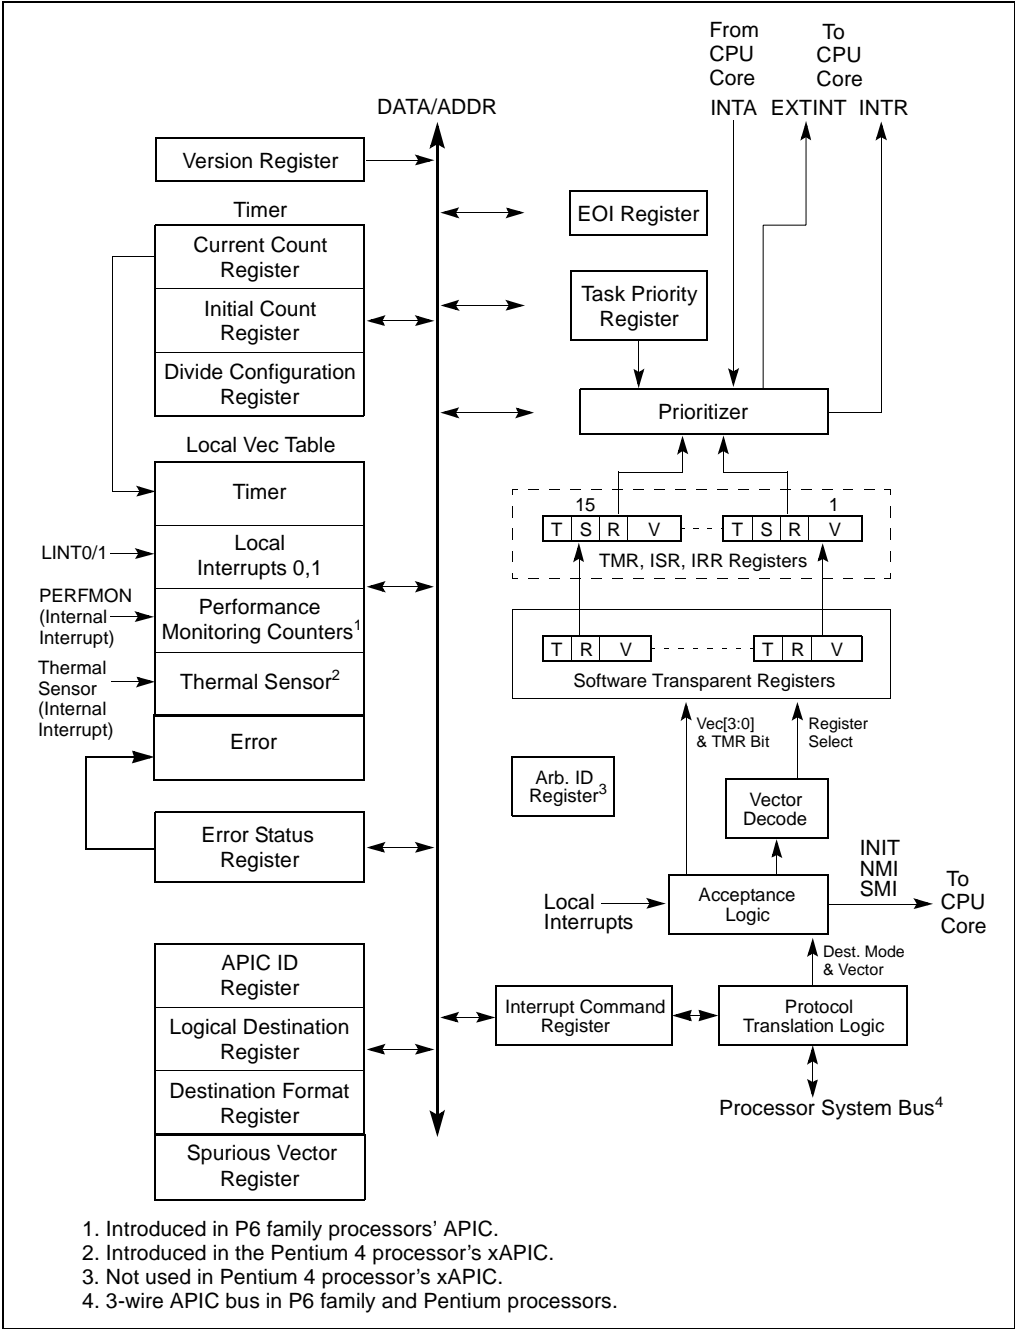 From
CPU
Core
To
CPU
Core
INTA EXTINT INTR
DATA/ADDR
Version Register
EOI Register
Timer
Current Count
Register
Initial Count
Register
Divide Configuration
Register
Task Priority
Register
Prioritizer
Local Vec Table
Timer
Local
Interrupts 0,1
Performance
Monitoring Counters1
Thermal Sensor2
Error
LINT0/1
PERFMON
(Internal
Interrupt)
Thermal
Sensor
(Internal
Interrupt)
15 1
T S R V T S R V
TMR, ISR, IRR Registers
T R V T R V
Software Transparent Registers
Vec[3:0]
& TMR Bit
Register
Select
Arb. ID
Register3
Vector
Decode
Error Status
Register
INIT
NMI
SMI
To
CPU
Core
Local
Interrupts
Acceptance
Logic
Dest. Mode
& Vector
APIC ID
Register
Logical Destination
Register
Destination Format
Register
Spurious Vector
Register
Interrupt Command
Register
Protocol
Translation Logic
Processor System Bus4
1. Introduced in P6 family processors’ APIC.
2. Introduced in the Pentium 4 processor’s xAPIC.
3. Not used in Pentium 4 processor’s xAPIC.
4. 3-wire APIC bus in P6 family and Pentium processors.